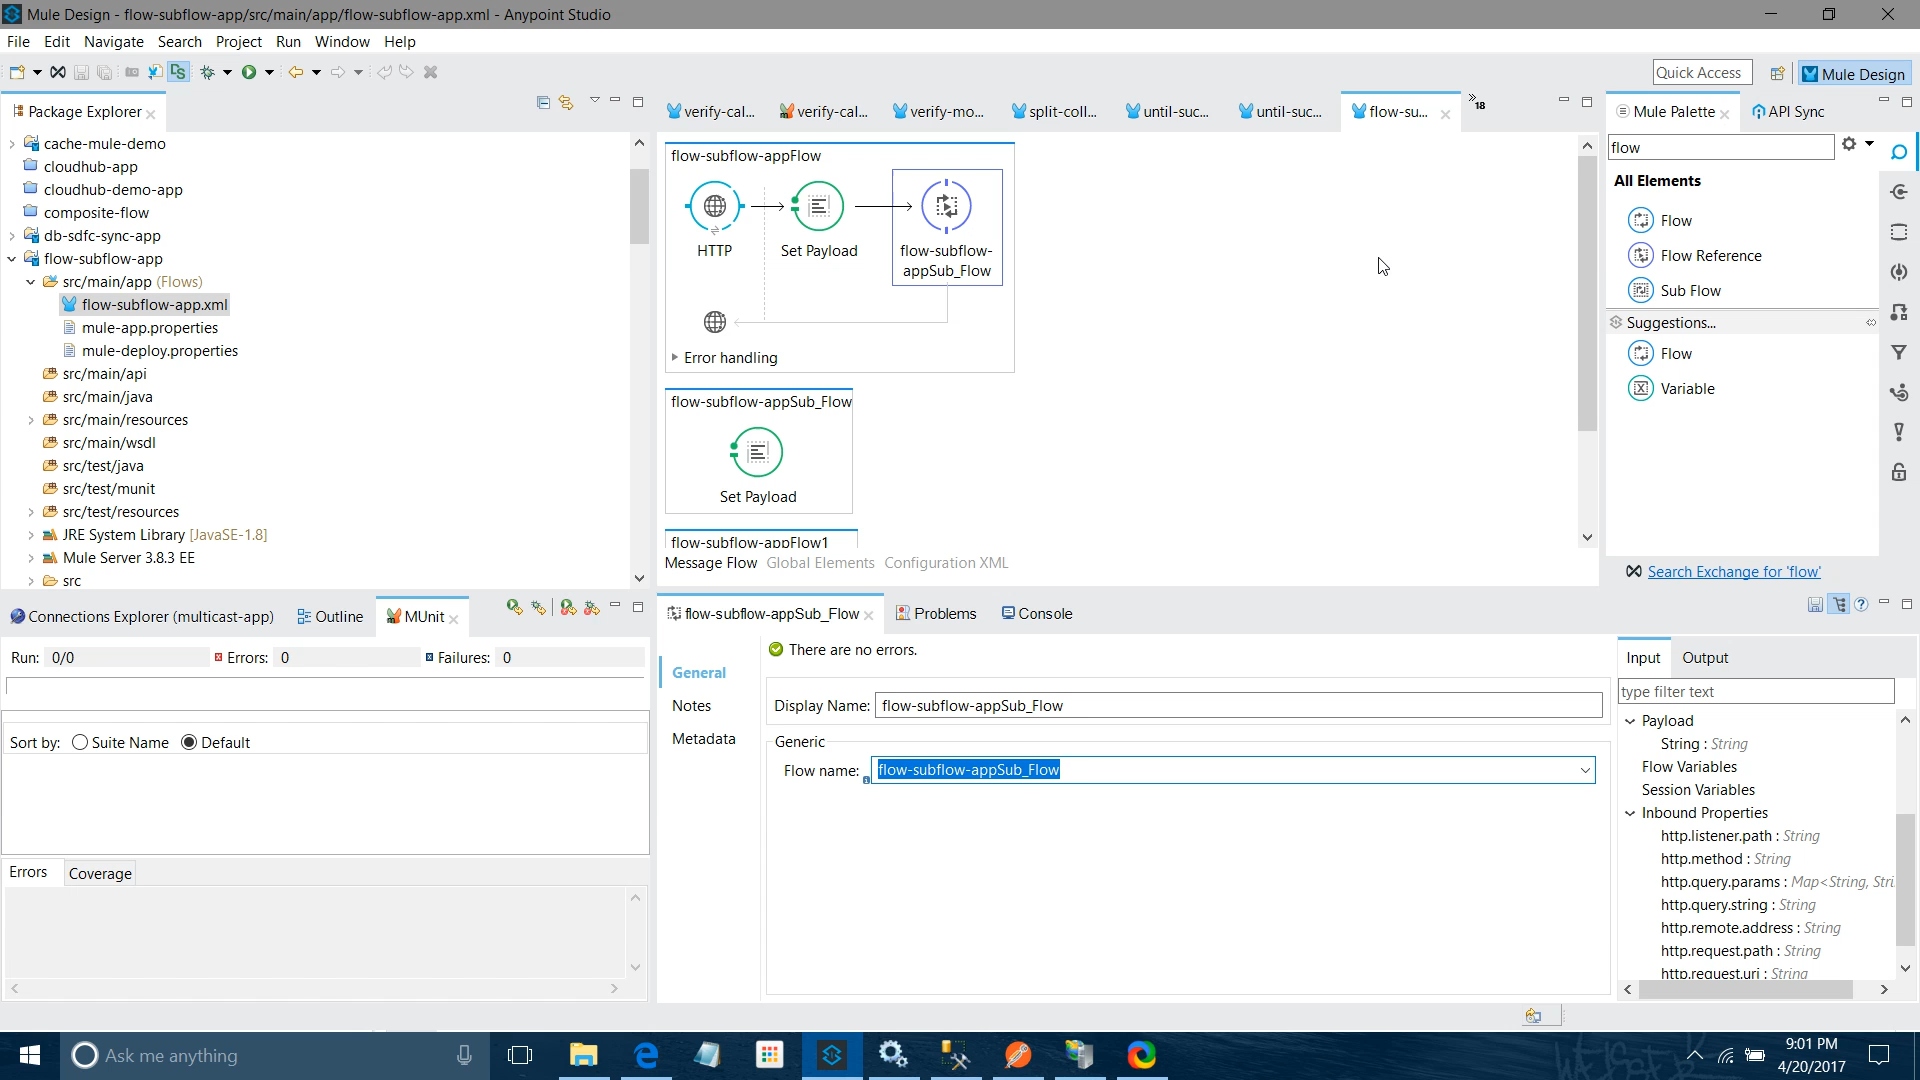 Mule Design - flow-subflow-app/src/main/app/flow-subflow-app.xml - Anypoint Studio
File Edit Navigate Search Project Run Window Help
Quick Access
Mule Design
Package Explorer
cache-mule-demo
cloudhub-app
cloudhub-demo-app
composite-flow
db-sdfc-sync-app
flow-subflow-app
src/main/app (Flows)
flow-subflow-app.xml
mule-app.properties
mule-deploy.properties
src/main/api
src/main/java
src/main/resources
src/main/wsdl
src/test/java
src/test/munit
src/test/resources
JRE System Library [JavaSE-1.8]
Mule Server 3.8.3 EE
src
verify-cal... verify-cal... verify-mo... split-coll... until-suc... until-suc... flow-su... »18
flow-subflow-appFlow
HTTP
Set Payload
flow-subflow-
appSub_Flow
Error handling
flow-subflow-appSub_Flow
Set Payload
flow-subflow-appFlow1
Message Flow Global Elements Configuration XML
Mule Palette API Sync
flow
All Elements
Flow
Flow Reference
Sub Flow
Suggestions...
Flow
Variable
Search Exchange for 'flow'
Connections Explorer (multicast-app) Outline MUnit
Run: 0/0 Errors: 0 Failures: 0
Sort by: Suite Name Default
Errors Coverage
flow-subflow-appSub_Flow Problems Console
There are no errors.
General
Notes
Metadata
Display Name: flow-subflow-appSub_Flow
Generic
Flow name: flow-subflow-appSub_Flow
Input Output
type filter text
Payload
String : String
Flow Variables
Session Variables
Inbound Properties
http.listener.path : String
http.method : String
http.query.params : Map<String, Stri
http.query.string : String
http.remote.address : String
http.request.path : String
http.request.uri : String
Ask me anything
9:01 PM
4/20/2017